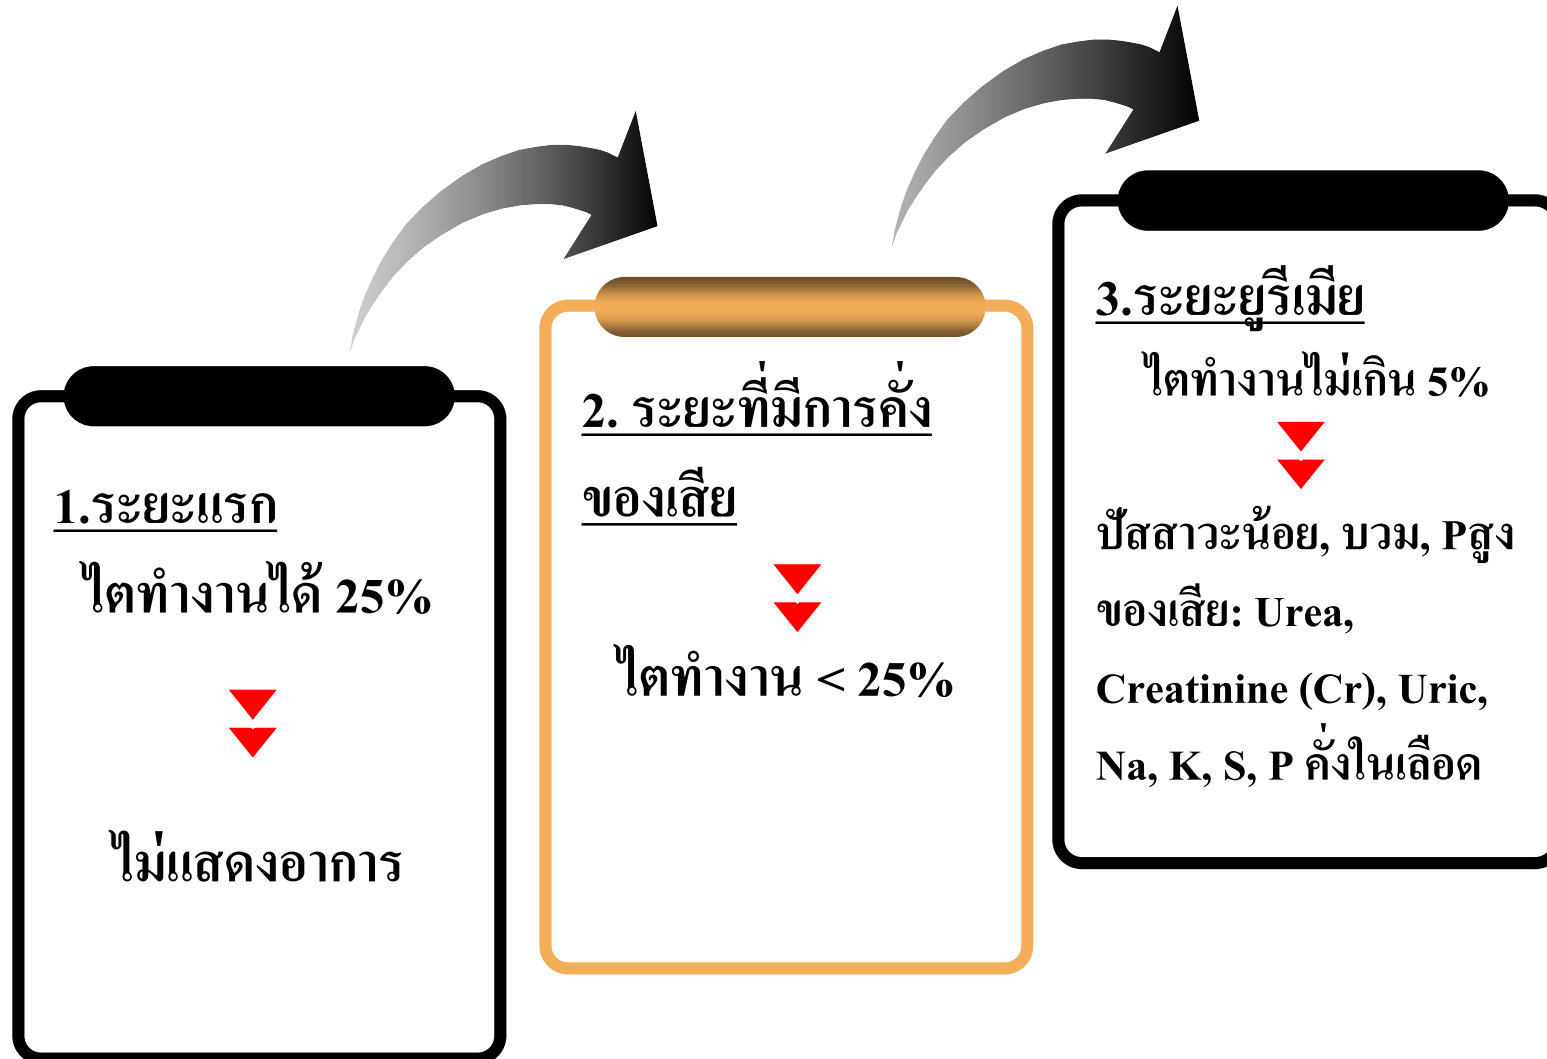 1.ระยะแรก
ไตทำงานได้ 25%
ไม่แสดงอาการ
2. ระยะที่มีการคั่ง
ของเสีย
ไตทำงาน < 25%
3.ระยะยูรีเมีย
ไตทำงานไม่เกิน 5%
ปัสสาวะน้อย, บวม, Pสูง
ของเสีย: Urea,
Creatinine (Cr), Uric,
Na, K, S, P คั่งในเลือด